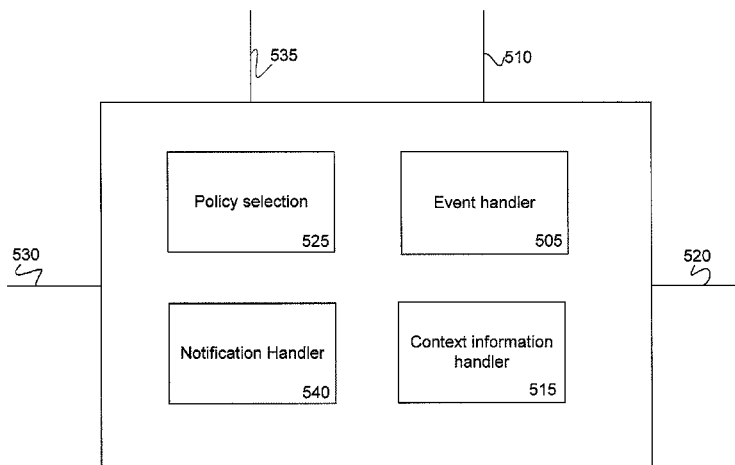 535
510
Policy selection
525
Event handler
505
530
520
Notification Handler
540
Context information
handler
515